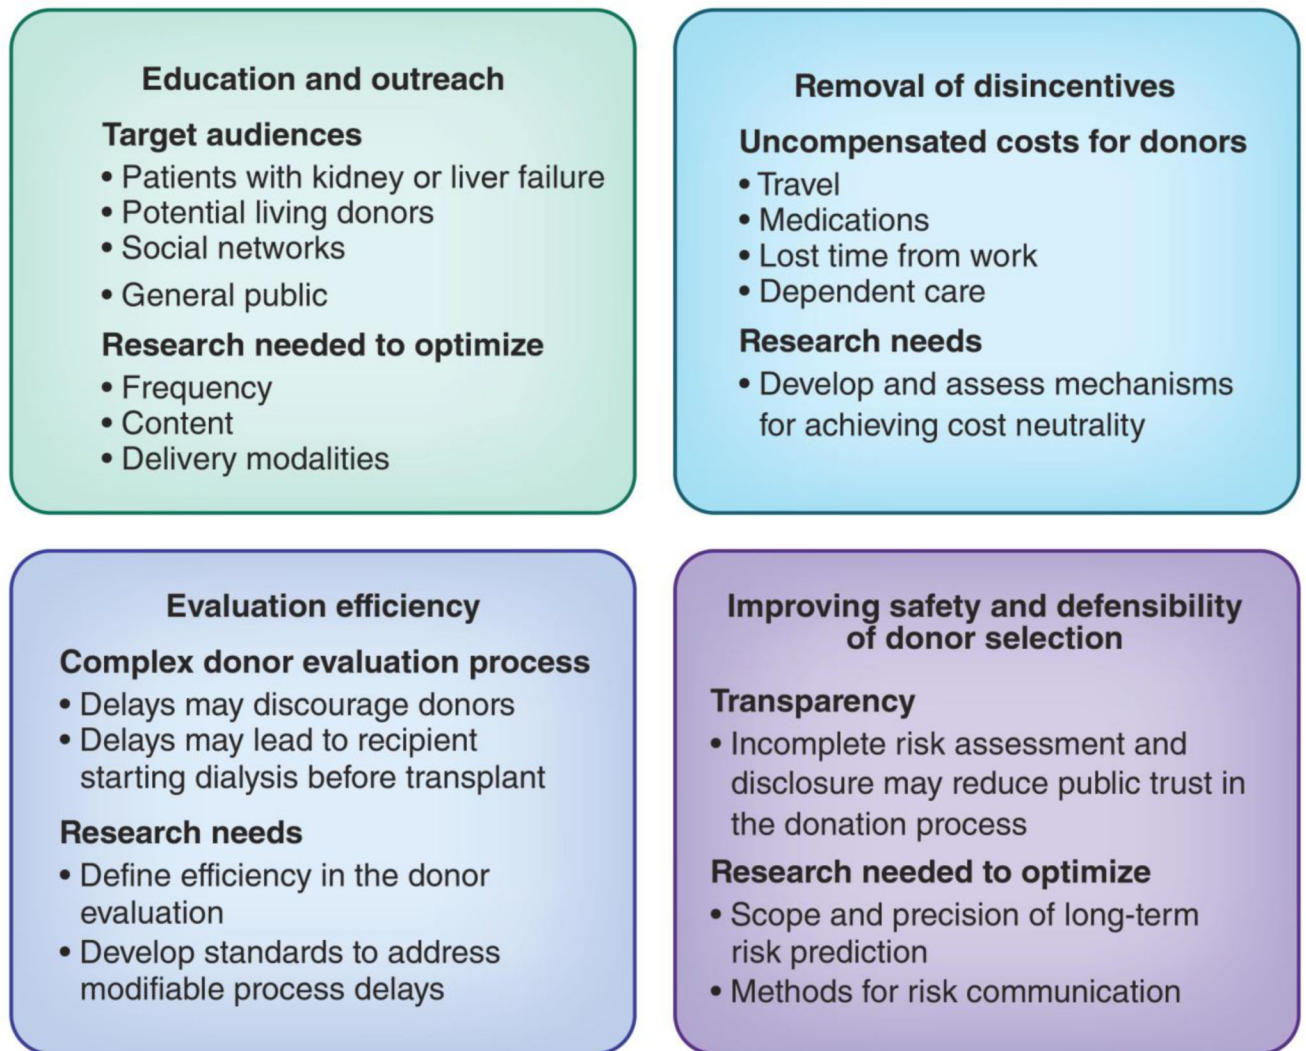 Education and outreach
Target audiences
• Patients with kidney or liver failure
• Potential living donors
• Social networks
• General public
Research needed to optimize
• Frequency
• Content
• Delivery modalities
Removal of disincentives
Uncompensated costs for donors
• Travel
• Medications
• Lost time from work
• Dependent care
Research needs
• Develop and assess mechanisms
for achieving cost neutrality
Evaluation efficiency
Complex donor evaluation process
• Delays may discourage donors
• Delays may lead to recipient
starting dialysis before transplant
Research needs
• Define efficiency in the donor
evaluation
• Develop standards to address
modifiable process delays
Improving safety and defensibility
of donor selection
Transparency
• Incomplete risk assessment and
disclosure may reduce public trust in
the donation process
Research needed to optimize
• Scope and precision of long-term
risk prediction
• Methods for risk communication